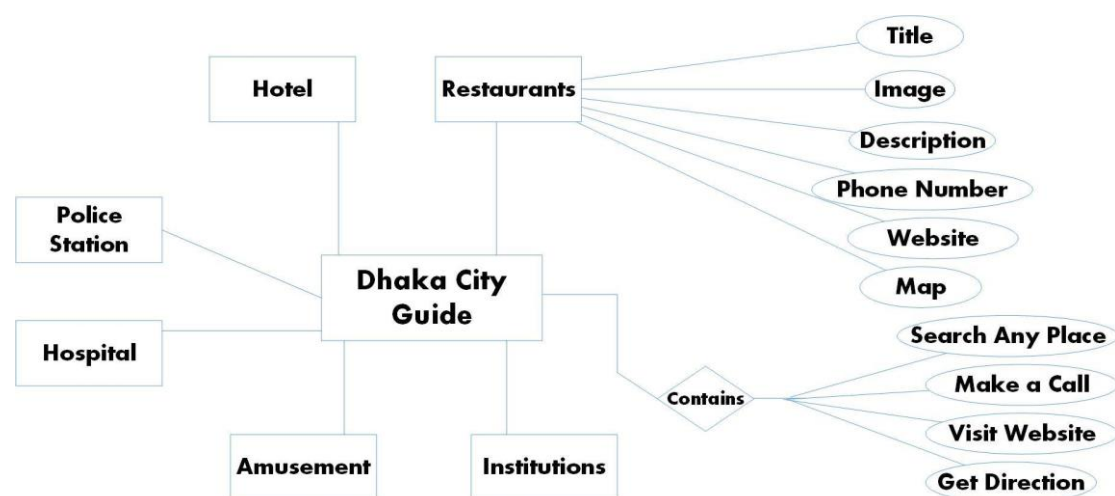 Title
Hotel
Restaurants
Image
Description
Phone Number
Police
Station
Website
Dhaka City
Guide
Map
Search Any Place
Hospital
Make a Call
Contains
Visit Website
Amusement
Institutions
Get Direction